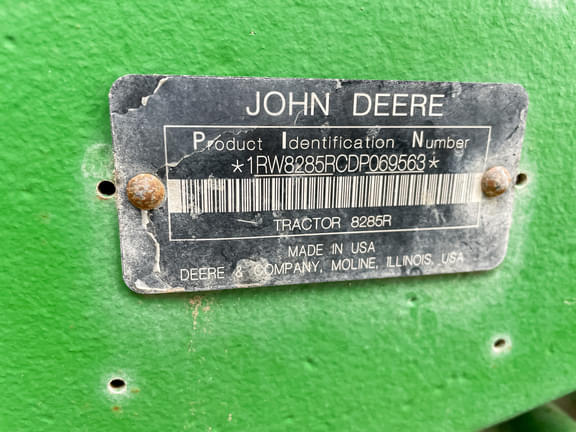 JOHN DEERE
Product Identification Number
*1RW8285RCDP069563*
TRACTOR 8285R
MADE IN USA
DEERE & COMPANY, MOLINE, ILLINOIS, USA